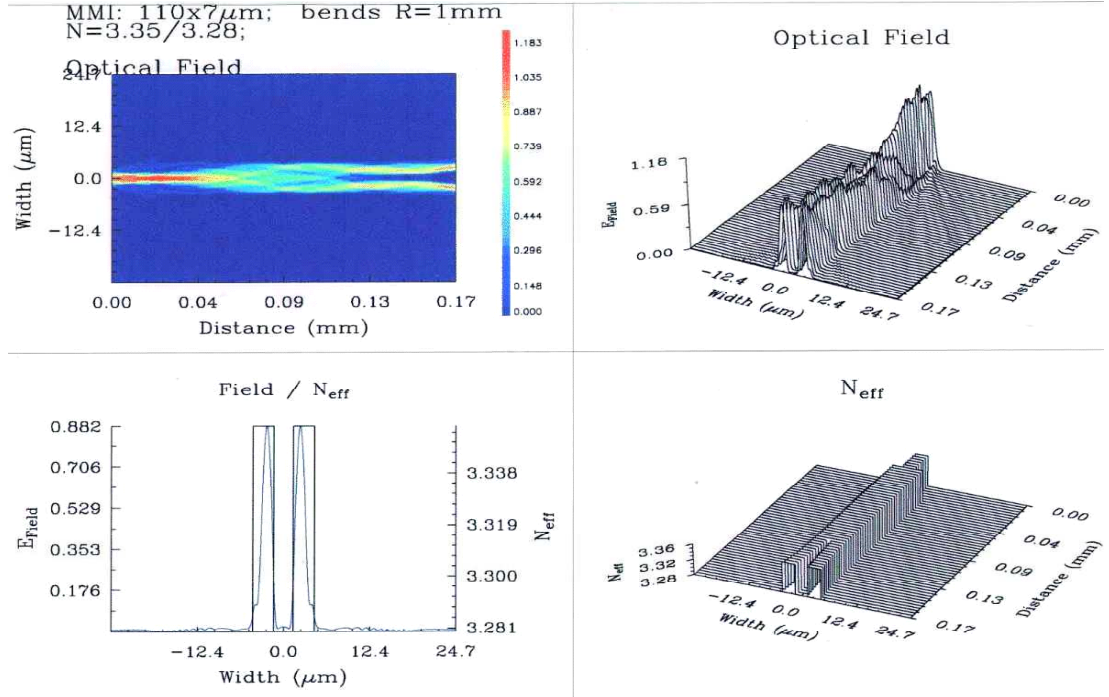 MMI: 110x7μm; bends R=1mm
N=3.35/3.28;
Optical Field
24.7
12.4
0.0
−12.4
Width (μm)
0.00 0.04 0.09 0.13 0.17
Distance (mm)
1.183
1.035
0.887
0.739
0.592
0.444
0.296
0.148
0.000
Optical Field
1.18
0.59
0.00
EField
−12.4 0.0 12.4 24.7
Width (μm)
0.00
0.04
0.09
0.13
0.17
Distance (mm)
Field / Neff
0.882
0.706
0.529
0.353
0.176
EField
3.338
3.319
3.300
3.281
Neff
−12.4 0.0 12.4 24.7
Width (μm)
Neff
3.36
3.32
3.28
Neff
−12.4 0.0 12.4 24.7
Width (μm)
0.00
0.04
0.09
0.13
0.17
Distance (mm)